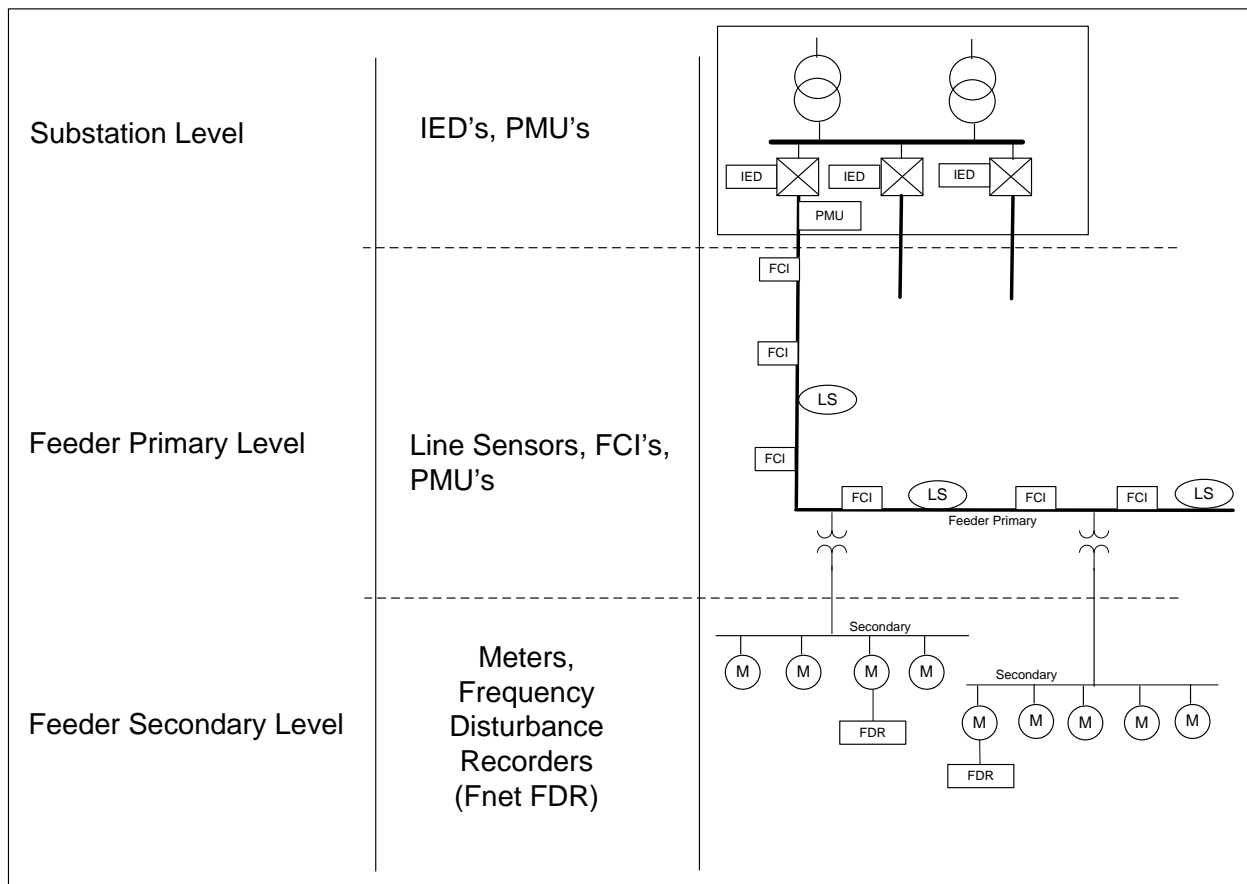 Substation Level
IED's, PMU's
IED
IED
IED
PMU
FCI
FCI
LS
Feeder Primary Level
Line Sensors, FCI's,
PMU's
FCI
FCI
LS
FCI
FCI
LS
Feeder Primary
Feeder Secondary Level
Meters,
Frequency
Disturbance
Recorders
(Fnet FDR)
Secondary
M
M
M
M
FDR
Secondary
M
M
M
M
M
FDR